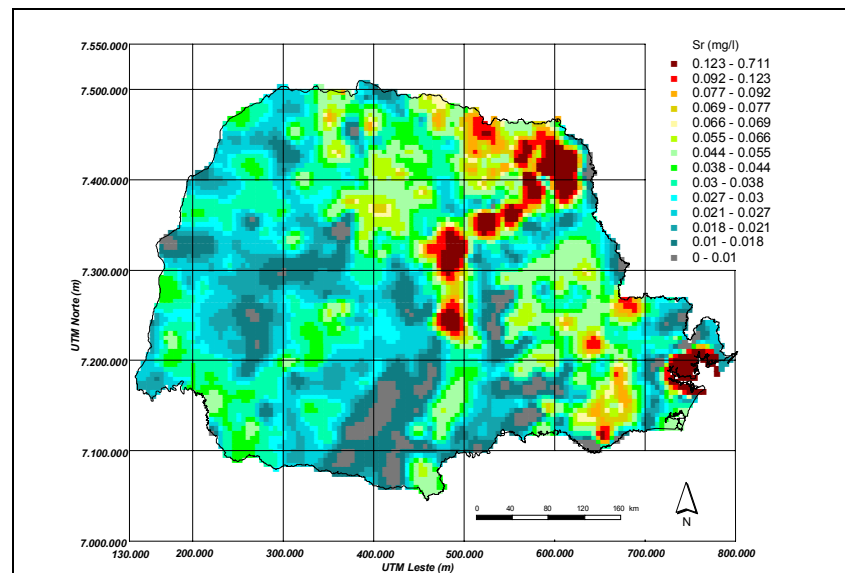 7.550.000
Sr (mg/l)
0.123 - 0.711
0.092 - 0.123
0.077 - 0.092
0.069 - 0.077
0.066 - 0.069
0.055 - 0.066
0.044 - 0.055
0.038 - 0.044
0.03 - 0.038
0.027 - 0.03
0.021 - 0.027
0.018 - 0.021
0.01 - 0.018
0 - 0.01
7.500.000
7.400.000
7.300.000
UTM Norte (m)
7.200.000
7.100.000
7.000.000
0 40 80 120 160 km
N
130.000 200.000 300.000 400.000 500.000 600.000 700.000 800.000
UTM Leste (m)